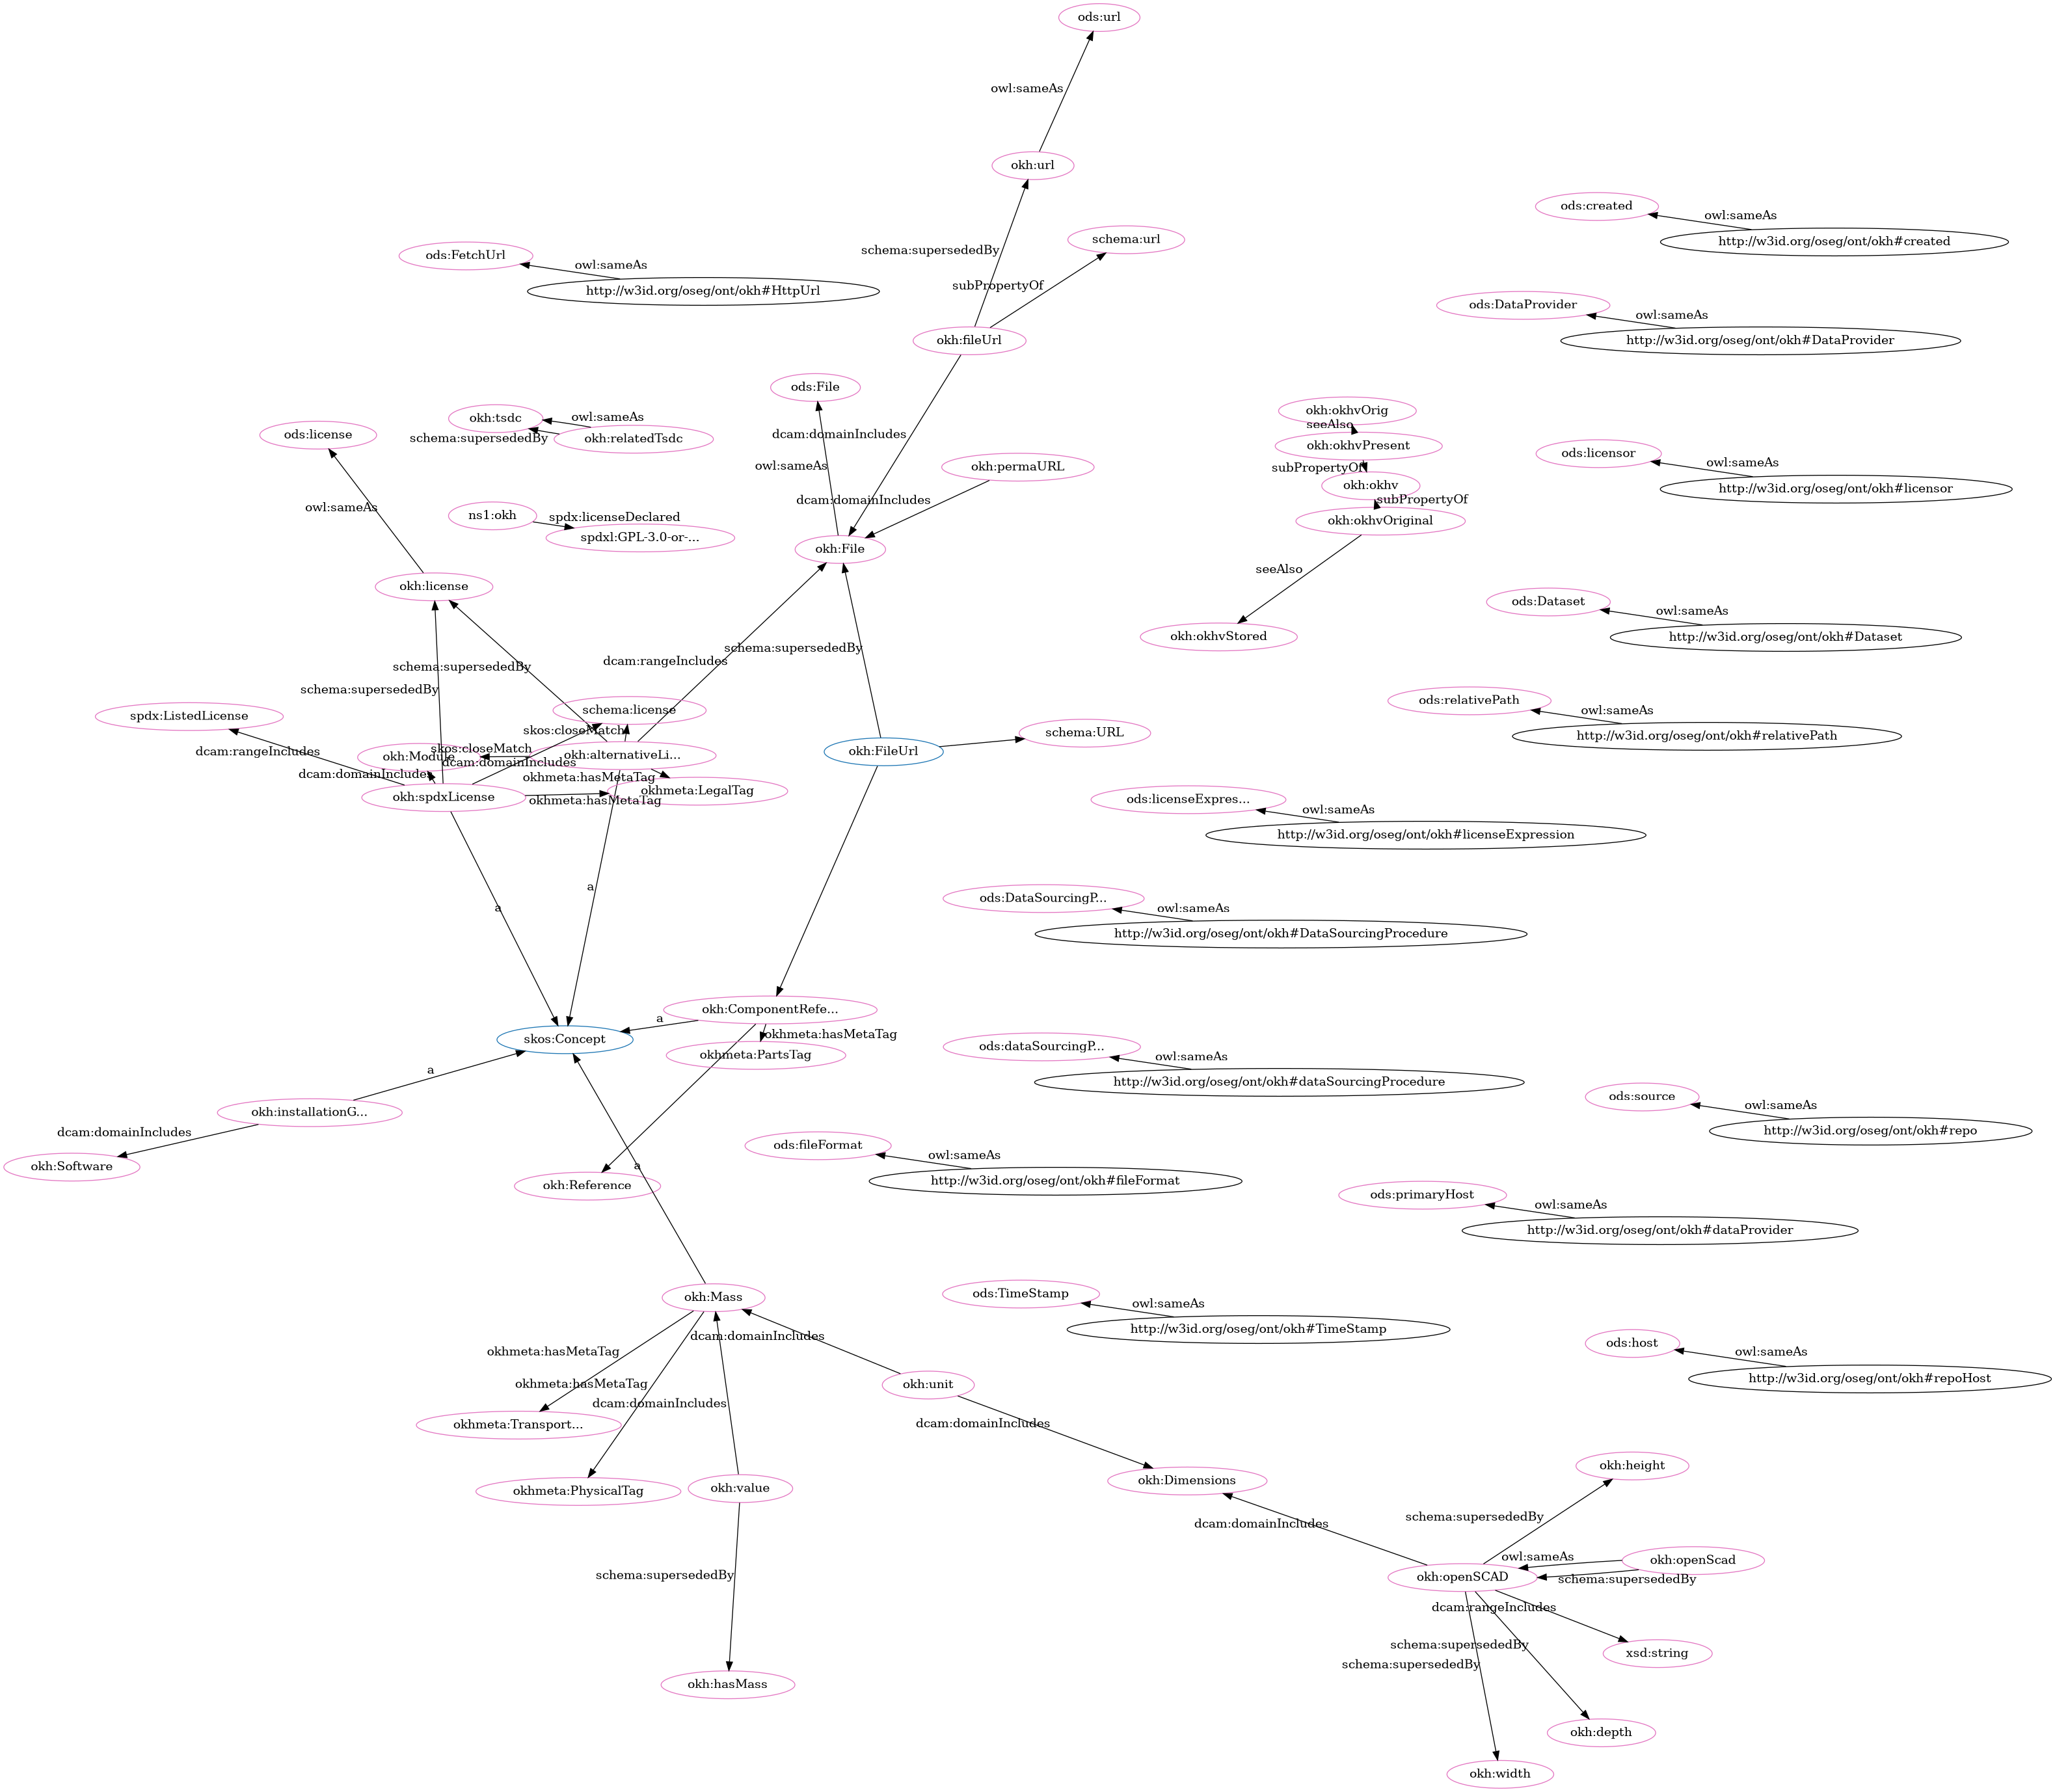 ods:url
owl:sameAs
okh:url
ods:created
owl:sameAs
http://w3id.org/oseg/ont/okh#created
schema:supersededBy
schema:url
ods:FetchUrl
owl:sameAs
http://w3id.org/oseg/ont/okh#HttpUrl
subPropertyOf
ods:DataProvider
owl:sameAs
http://w3id.org/oseg/ont/okh#DataProvider
okh:fileUrl
ods:File
okh:tsdc
owl:sameAs
schema:supersededBy
okh:relatedTsdc
ods:license
dcam:domainIncludes
okh:okhvOrig
seeAlso
okh:okhvPresent
subPropertyOf
okh:okhv
subPropertyOf
okh:okhvOriginal
ods:licensor
owl:sameAs
http://w3id.org/oseg/ont/okh#licensor
owl:sameAs
okh:permaURL
dcam:domainIncludes
owl:sameAs
ns1:okh
spdx:licenseDeclared
spdxl:GPL-3.0-or-...
okh:File
seeAlso
okh:license
ods:Dataset
owl:sameAs
http://w3id.org/oseg/ont/okh#Dataset
okh:okhvStored
schema:supersededBy
dcam:rangeIncludes
schema:supersededBy
schema:supersededBy
ods:relativePath
owl:sameAs
http://w3id.org/oseg/ont/okh#relativePath
spdx:ListedLicense
schema:license
skos:closeMatch
schema:URL
dcam:rangeIncludes
skos:closeMatch
okh:Module
okh:alternativeLi...
okh:FileUrl
dcam:domainIncludes
dcam:domainIncludes
okhmeta:hasMetaTag
okh:spdxLicense
okhmeta:hasMetaTag
okhmeta:LegalTag
ods:licenseExpres...
owl:sameAs
http://w3id.org/oseg/ont/okh#licenseExpression
a
a
ods:DataSourcingP...
owl:sameAs
http://w3id.org/oseg/ont/okh#DataSourcingProcedure
okh:ComponentRefe...
a
okhmeta:hasMetaTag
skos:Concept
okhmeta:PartsTag
ods:dataSourcingP...
owl:sameAs
http://w3id.org/oseg/ont/okh#dataSourcingProcedure
a
okh:installationG...
dcam:domainIncludes
okh:Software
ods:source
owl:sameAs
http://w3id.org/oseg/ont/okh#repo
a
okh:Reference
ods:fileFormat
owl:sameAs
http://w3id.org/oseg/ont/okh#fileFormat
ods:primaryHost
owl:sameAs
http://w3id.org/oseg/ont/okh#dataProvider
okh:Mass
ods:TimeStamp
owl:sameAs
http://w3id.org/oseg/ont/okh#TimeStamp
dcam:domainIncludes
okhmeta:hasMetaTag
ods:host
owl:sameAs
http://w3id.org/oseg/ont/okh#repoHost
okhmeta:hasMetaTag
okh:unit
dcam:domainIncludes
okhmeta:Transport...
dcam:domainIncludes
okhmeta:PhysicalTag
okh:value
okh:Dimensions
okh:height
schema:supersededBy
dcam:domainIncludes
owl:sameAs
okh:openScad
schema:supersededBy
okh:openSCAD
schema:supersededBy
dcam:rangeIncludes
schema:supersededBy
xsd:string
schema:supersededBy
okh:hasMass
okh:depth
okh:width